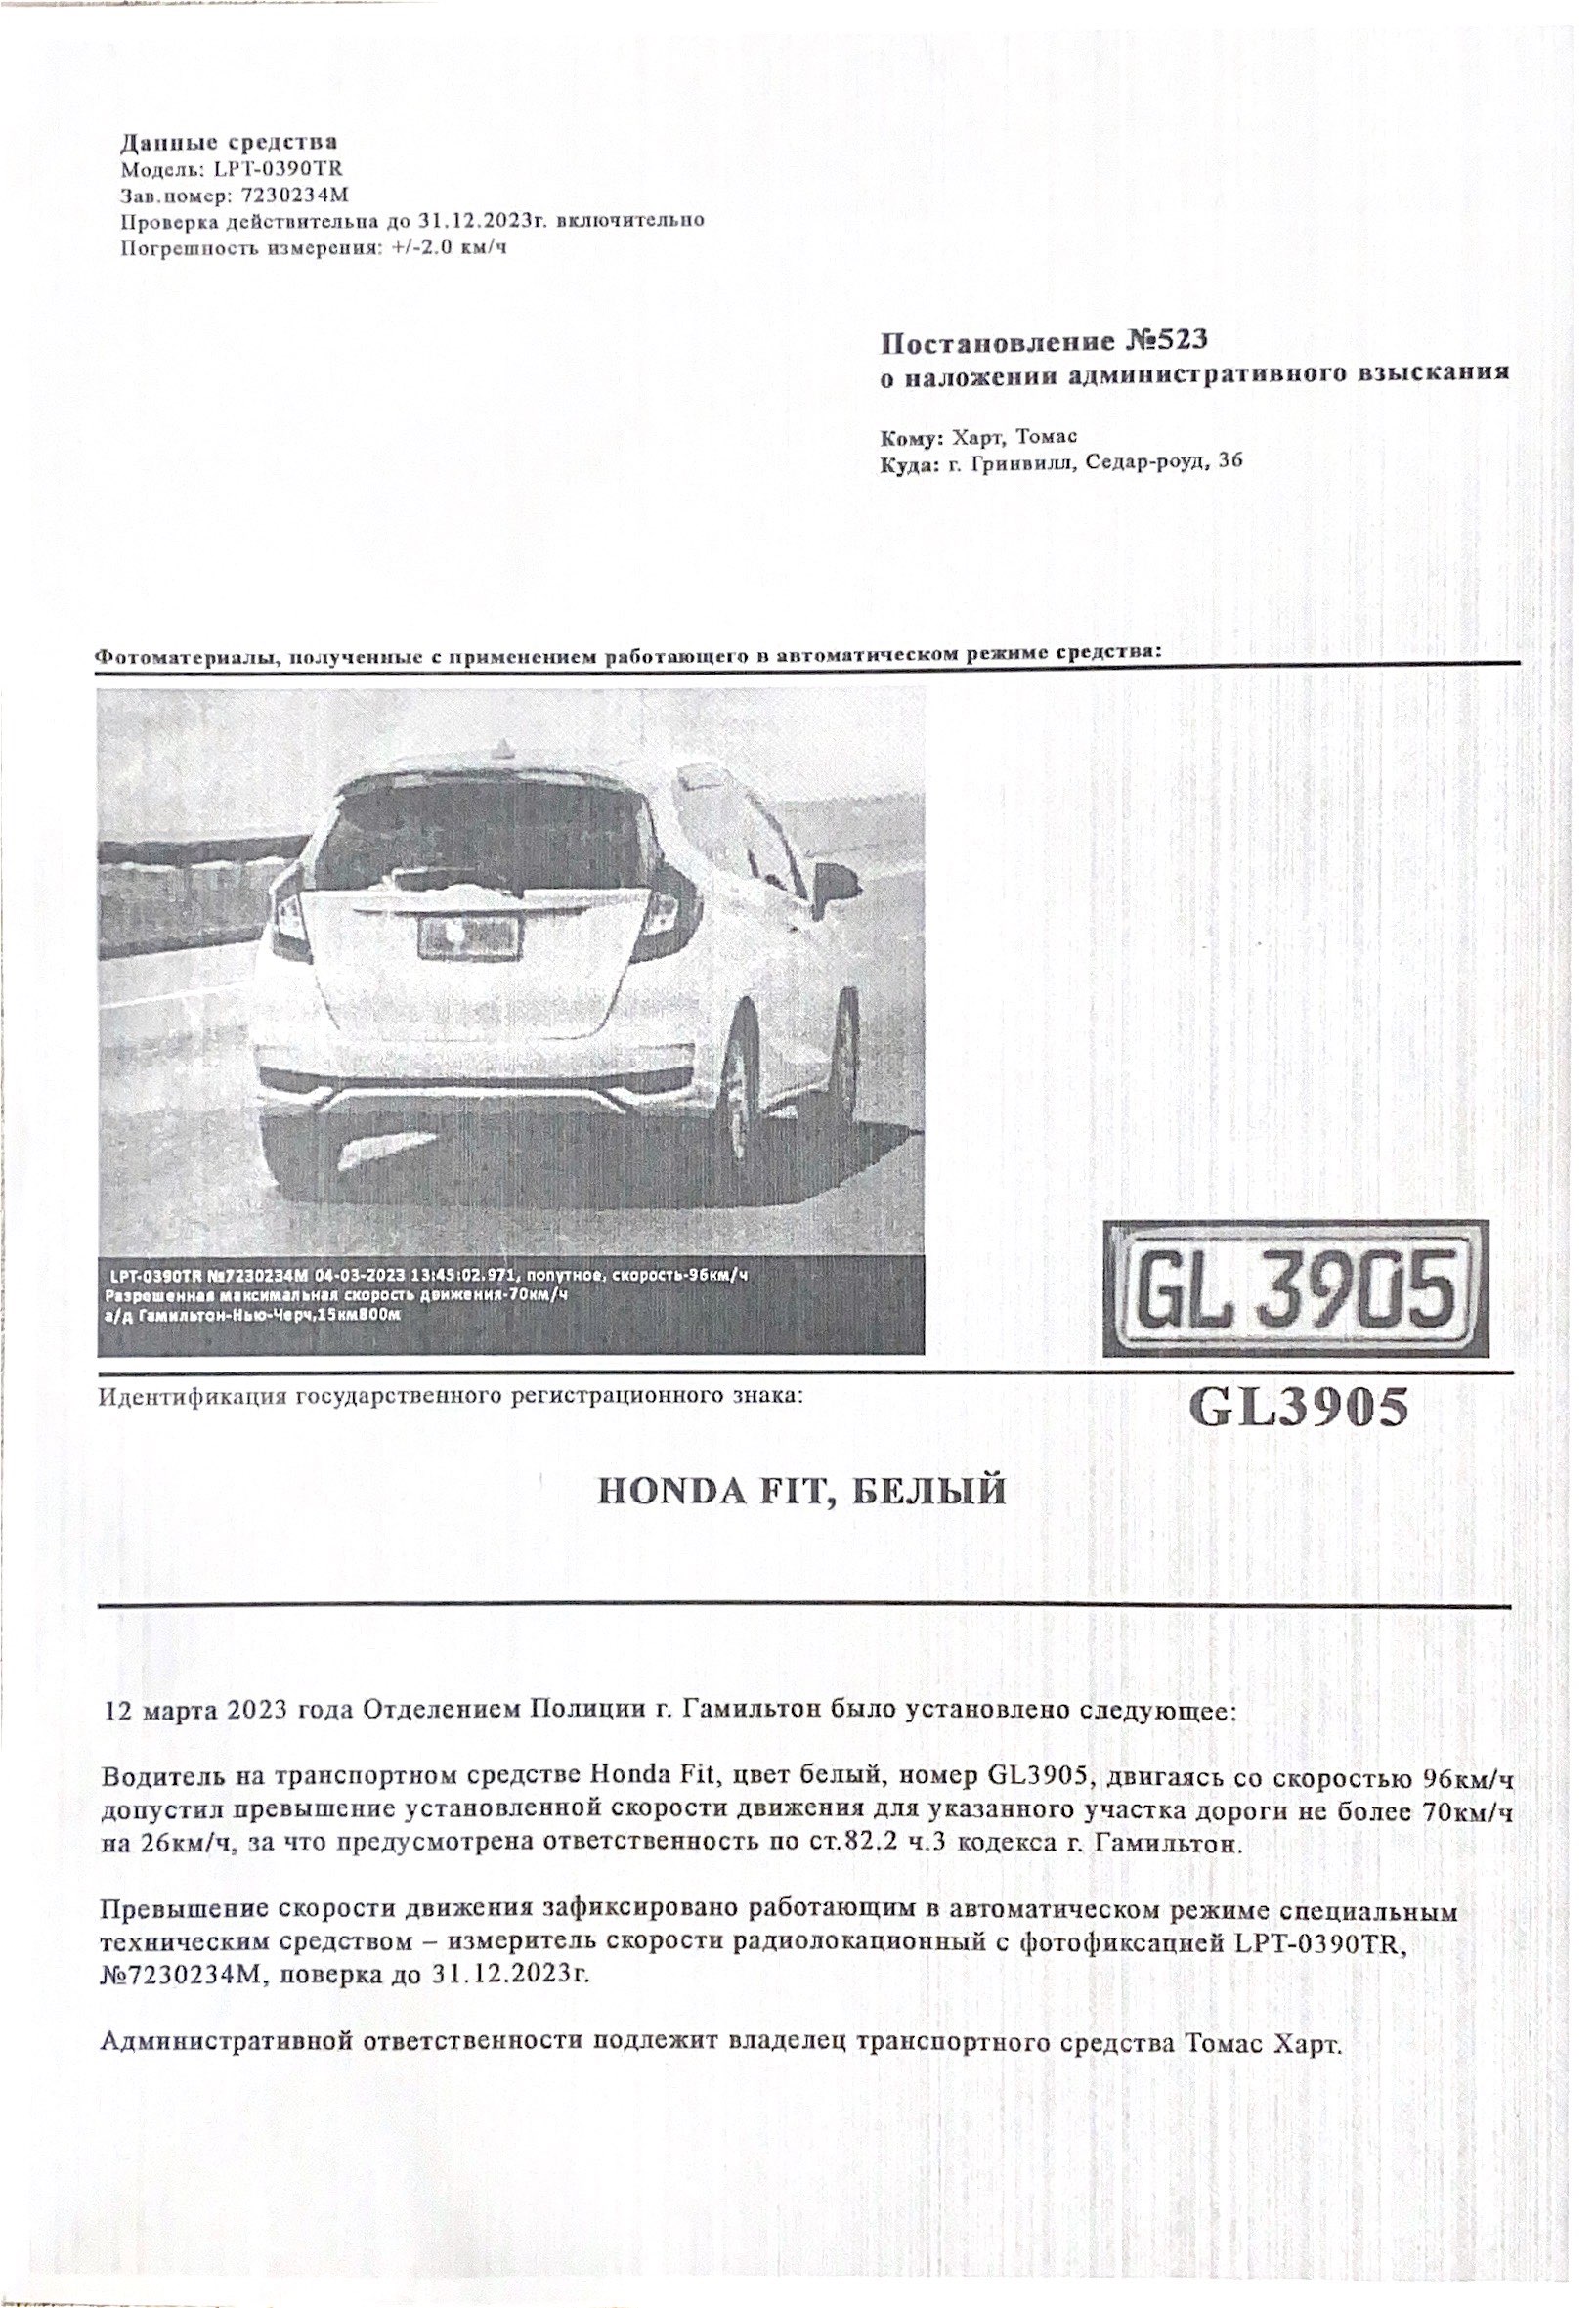 Данные средства
Модель: LPT-0390TR
Зав.номер: 7230234M
Проверка действительна до 31.12.2023г. включительно
Погрешность измерения: +/-2.0 км/ч
Постановление №523
о наложении административного взыскания
Кому: Харт, Томас
Куда: г. Гринвилл, Седар-роуд, 36
Фотоматериалы, полученные с применением работающего в автоматическом режиме средства:
LPT-0390TR №7230234M 04-03-2023 13:45:02.971, попутное, скорость-96км/ч
Разрешенная максимальная скорость движения-70км/ч
а/д Гамильтон-Нью-Черч,15км800м
GL 3905
Идентификация государственного регистрационного знака:
GL3905
HONDA FIT, БЕЛЫЙ
12 марта 2023 года Отделением Полиции г. Гамильтон было установлено следующее:
Водитель на транспортном средстве Honda Fit, цвет белый, номер GL3905, двигаясь со скоростью 96км/ч
допустил превышение установленной скорости движения для указанного участка дороги не более 70км/ч
на 26км/ч, за что предусмотрена ответственность по ст.82.2 ч.3 кодекса г. Гамильтон.
Превышение скорости движения зафиксировано работающим в автоматическом режиме специальным
техническим средством – измеритель скорости радиолокационный с фотофиксацией LPT-0390TR,
№7230234M, поверка до 31.12.2023г.
Административной ответственности подлежит владелец транспортного средства Томас Харт.